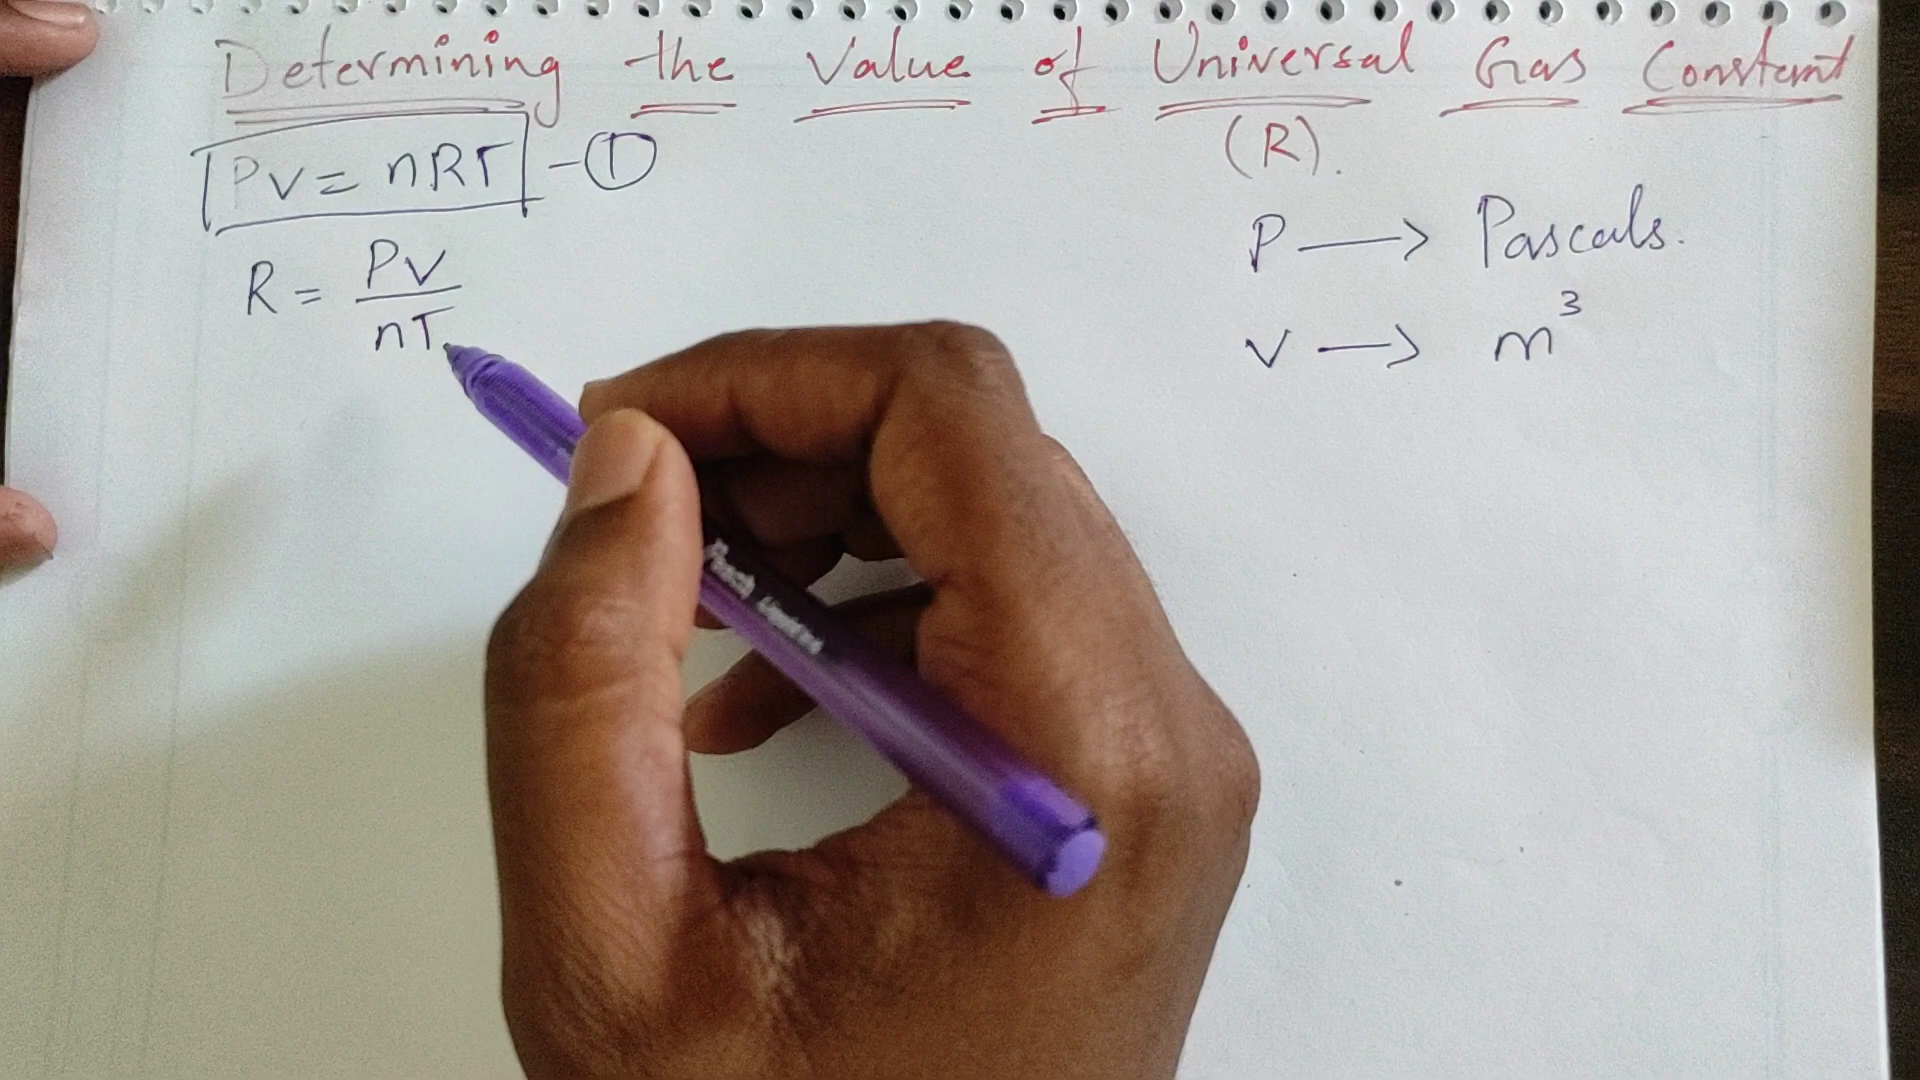 Determining the Value of Universal Gas Constant
(R).
PV = nRT - ①
R = PV / nT
P → Pascals.
V → m³